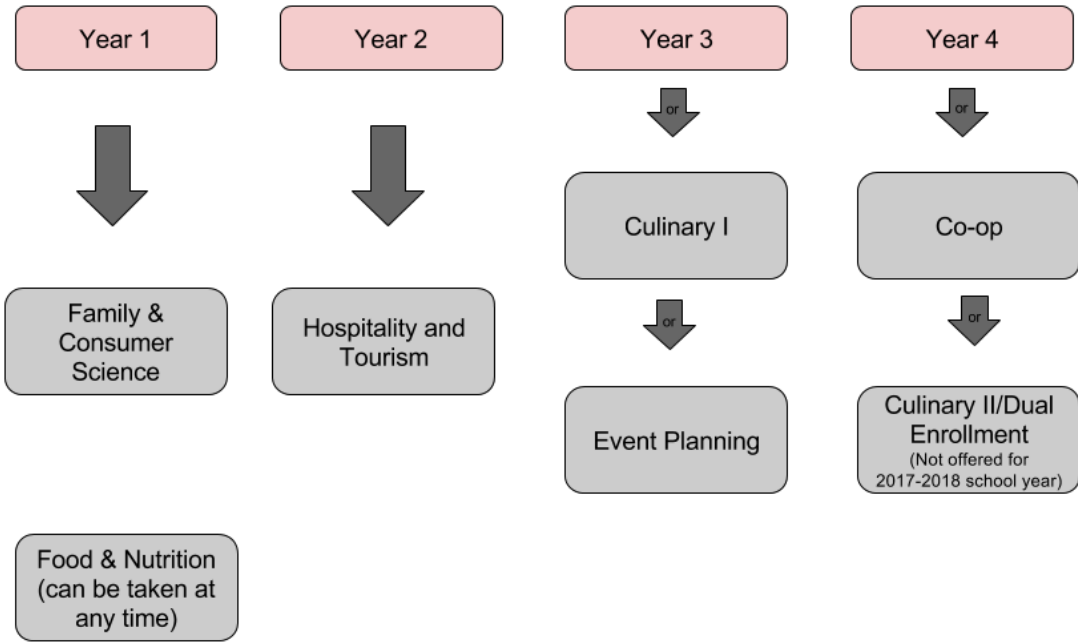 Year 1
Year 2
Year 3
Year 4
or
or
Culinary I
Co-op
Family &
Consumer
Science
Hospitality and
Tourism
or
or
Event Planning
Culinary II/Dual
Enrollment
(Not offered for
2017-2018 school year)
Food & Nutrition
(can be taken at
any time)